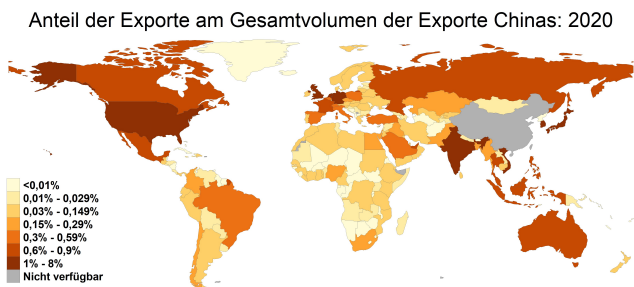 Anteil der Exporte am Gesamtvolumen der Exporte Chinas: 2020
<0,01%
0,01% - 0,029%
0,03% - 0,149%
0,15% - 0,29%
0,3% - 0,59%
0,6% - 0,9%
1% - 8%
Nicht verfügbar